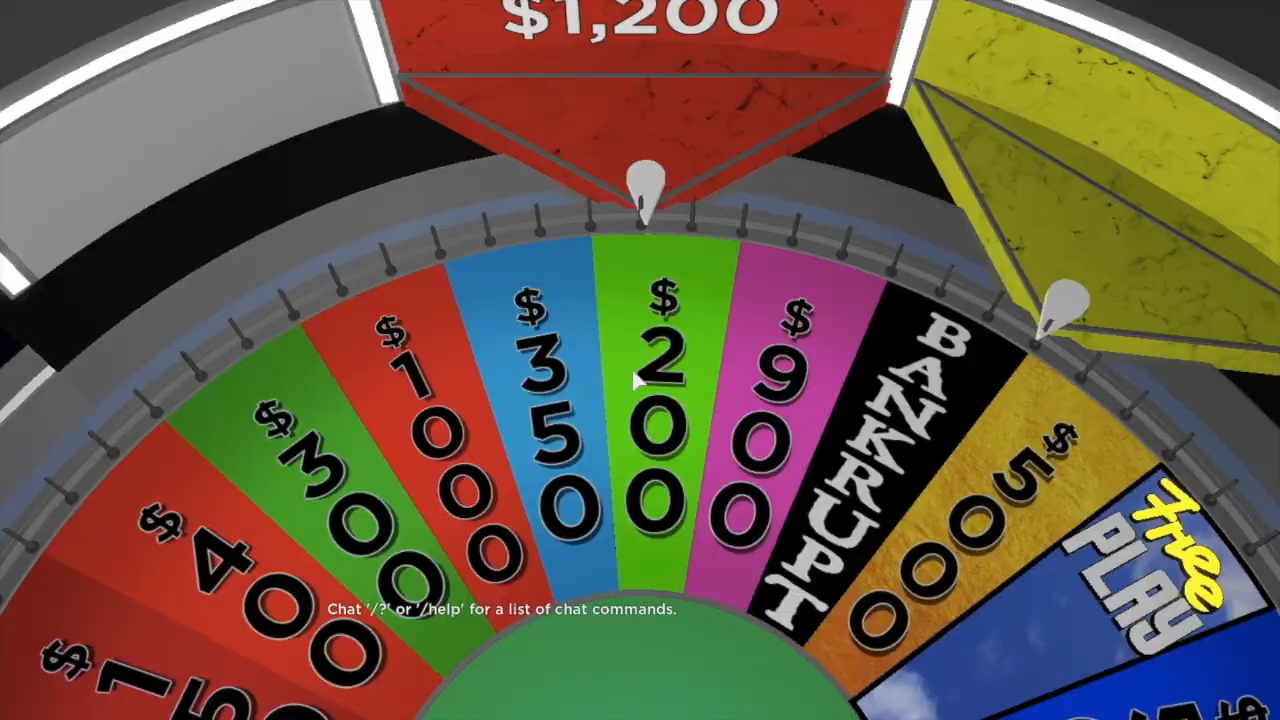 $1,200
$400
$300
$1000
$350
$200
$900
BANKRUPT
$5000
Free
PLAY
Chat '/?' or '/help' for a list of chat commands.